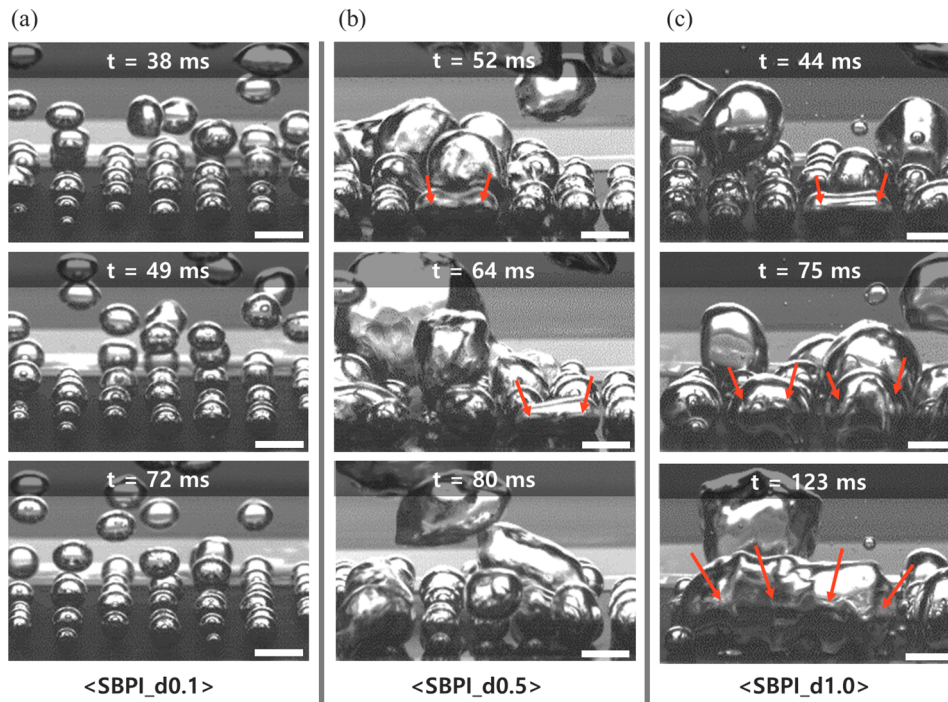 (a)
(b)
(c)
t = 38 ms
t = 52 ms
t = 44 ms
t = 49 ms
t = 64 ms
t = 75 ms
t = 72 ms
t = 80 ms
t = 123 ms
<SBPI_d0.1>
<SBPI_d0.5>
<SBPI_d1.0>